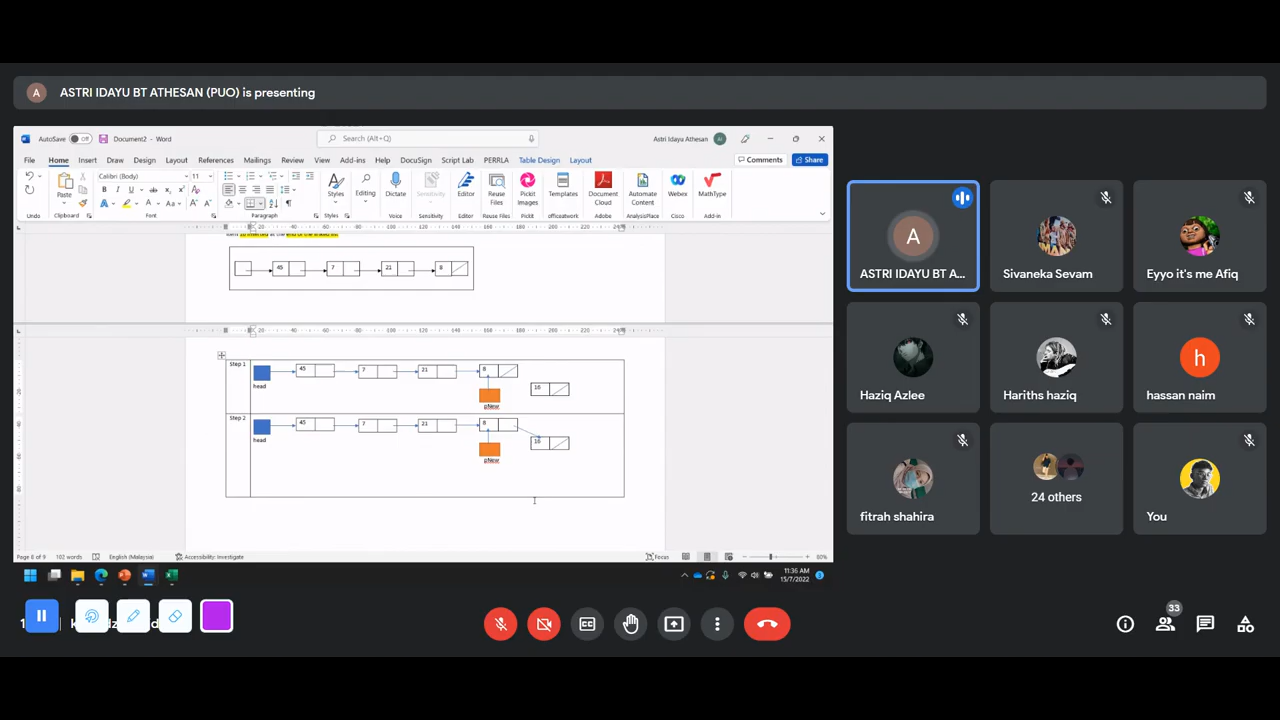 A ASTRI IDAYU BT ATHESAN (PUO) is presenting
AutoSave Off Document2 - Word Search (Alt+Q) Astri Idayu Athesan AI
File Home Insert Draw Design Layout References Mailings Review View Add-ins Help DocuSign Script Lab PERRLA Table Design Layout Comments Share
Calibri (Body) 11
Paste Styles Editing Dictate Sensitivity Editor Reuse Files Pickit Images Templates Document Cloud Automate Content Webex MathType
Undo Clipboard Font Paragraph Styles Voice Sensitivity Editor Reuse Files Pickit officeatwork Adobe AnalysisPlace Cisco Add-in
45 7 21 8
Step 1
45 7 21 8
head
16
pNew
Step 2
45 7 21 8
head
16
pNew
Page 8 of 9 102 words English (Malaysia) Accessibility: Investigate Focus 80%
11:36 AM
15/7/2022
A
ASTRI IDAYU BT A...
Sivaneka Sevam
Eyyo it's me Afiq
Haziq Azlee
Hariths haziq
h
hassan naim
fitrah shahira
24 others
You
33